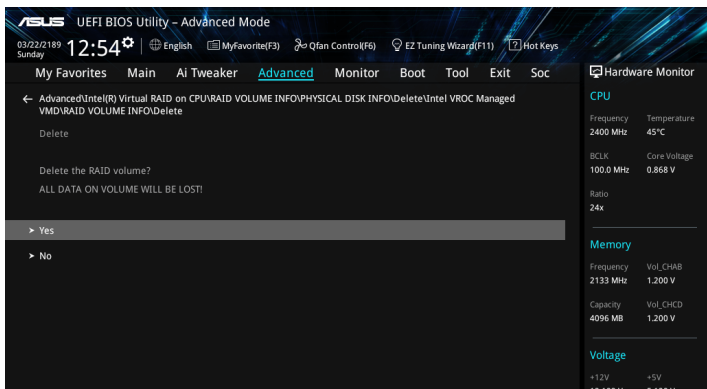 ASUS UEFI BIOS Utility – Advanced Mode
03/22/2189 Sunday 12:54 English MyFavorite(F3) Qfan Control(F6) EZ Tuning Wizard(F11) ? Hot Keys
My Favorites Main Ai Tweaker Advanced Monitor Boot Tool Exit Soc
Hardware Monitor
← Advanced\Intel(R) Virtual RAID on CPU\RAID VOLUME INFO\PHYSICAL DISK INFO\Delete\Intel VROC Managed
VMD\RAID VOLUME INFO\Delete
Delete
Delete the RAID volume?
ALL DATA ON VOLUME WILL BE LOST!
➤ Yes
➤ No
CPU
Frequency Temperature
2400 MHz 45°C
BCLK Core Voltage
100.0 MHz 0.868 V
Ratio
24x
Memory
Frequency Vol_CHAB
2133 MHz 1.200 V
Capacity Vol_CHCD
4096 MB 1.200 V
Voltage
+12V +5V